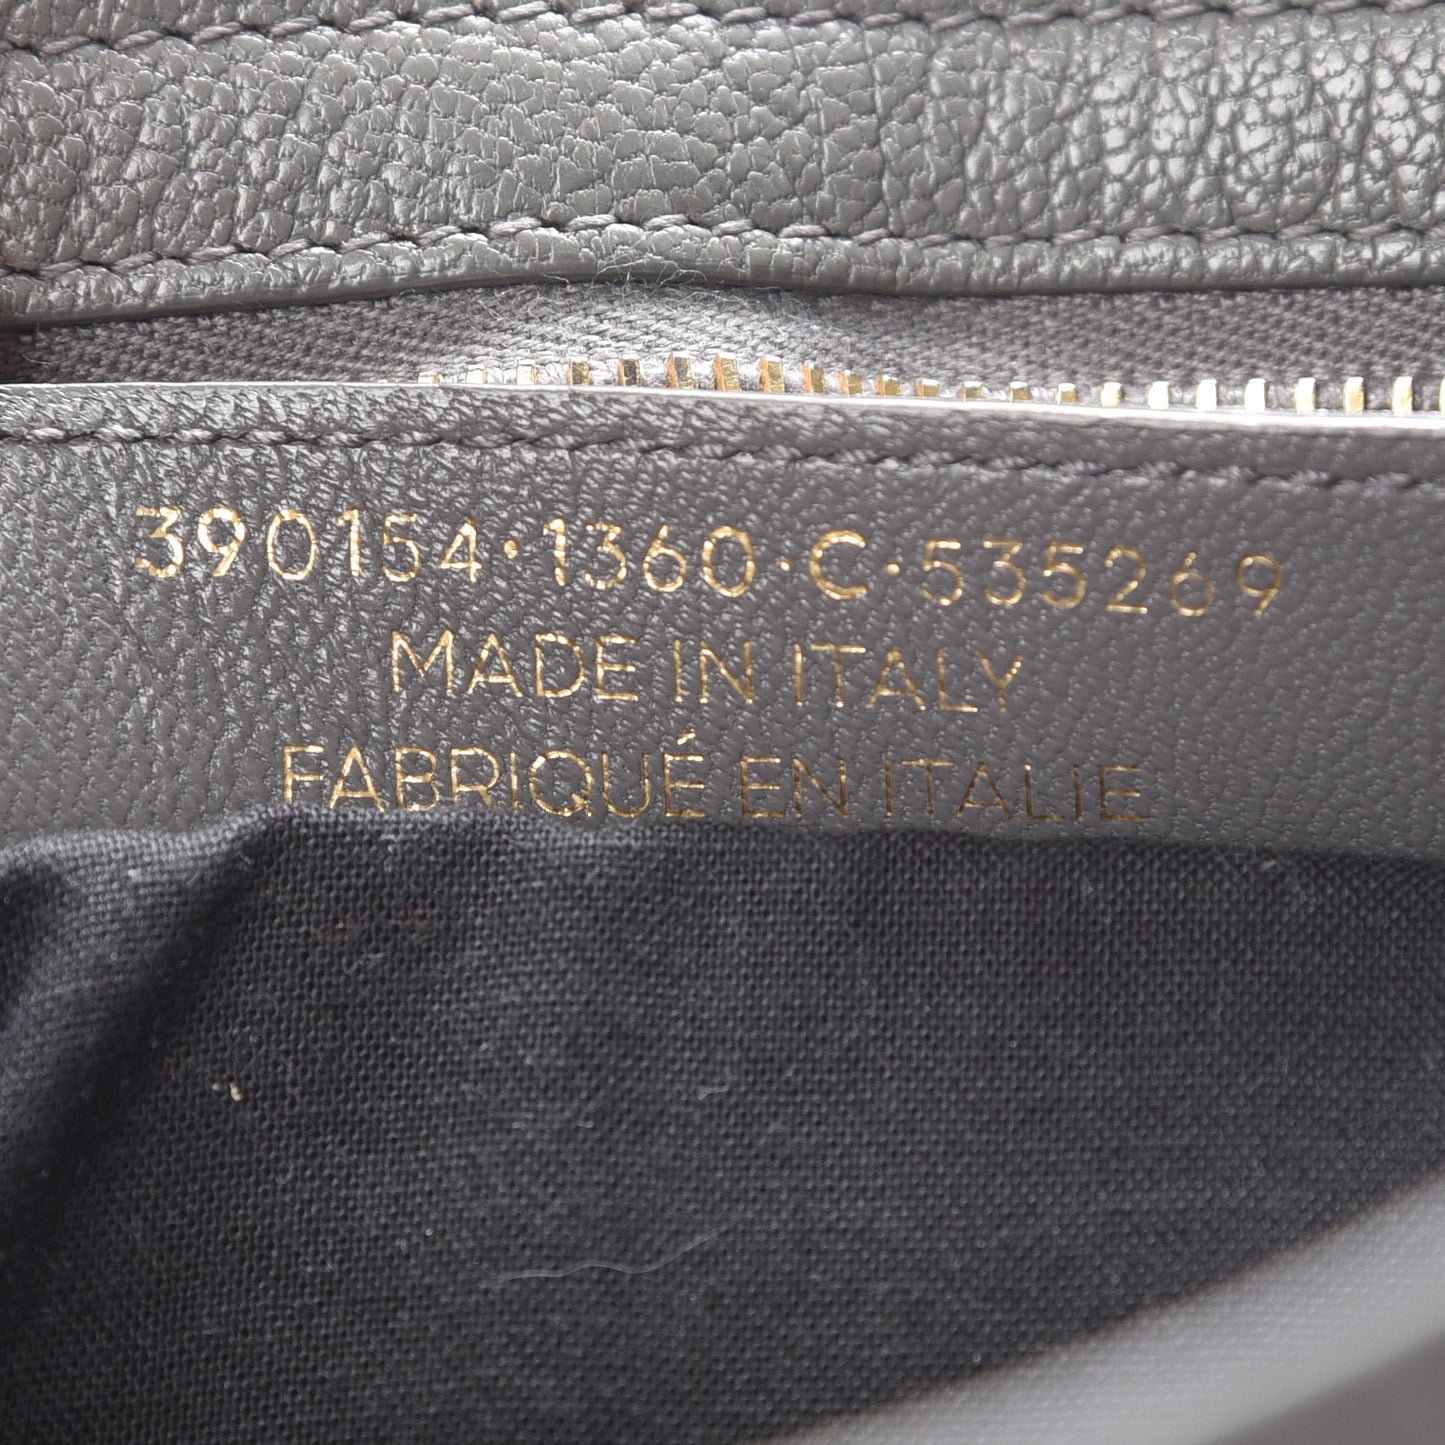 390154·1360·C·535269
MADE IN ITALY
FABRIQUÉ EN ITALIE